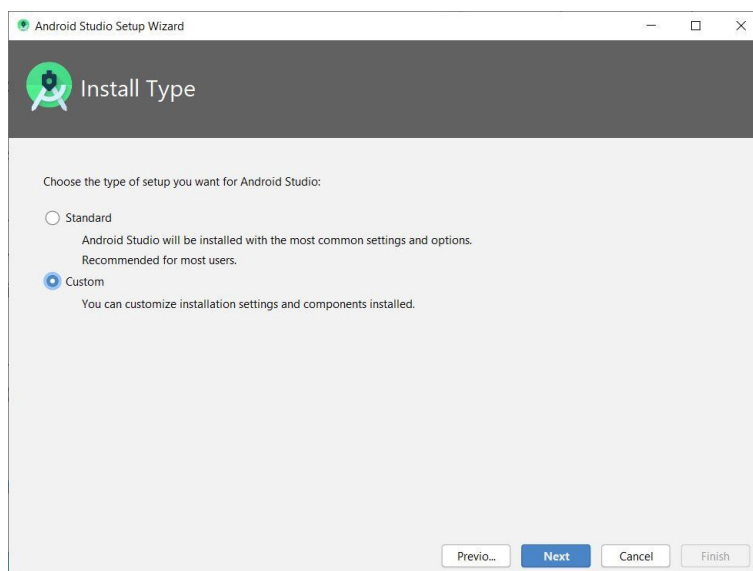 Android Studio Setup Wizard
Install Type
Choose the type of setup you want for Android Studio:
Standard
Android Studio will be installed with the most common settings and options.
Recommended for most users.
Custom
You can customize installation settings and components installed.
Previo...
Next
Cancel
Finish